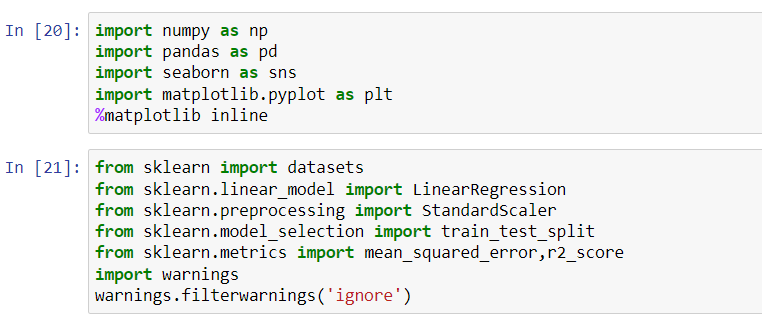 In [20]: import numpy as np
import pandas as pd
import seaborn as sns
import matplotlib.pyplot as plt
%matplotlib inline
In [21]: from sklearn import datasets
from sklearn.linear_model import LinearRegression
from sklearn.preprocessing import StandardScaler
from sklearn.model_selection import train_test_split
from sklearn.metrics import mean_squared_error,r2_score
import warnings
warnings.filterwarnings('ignore')